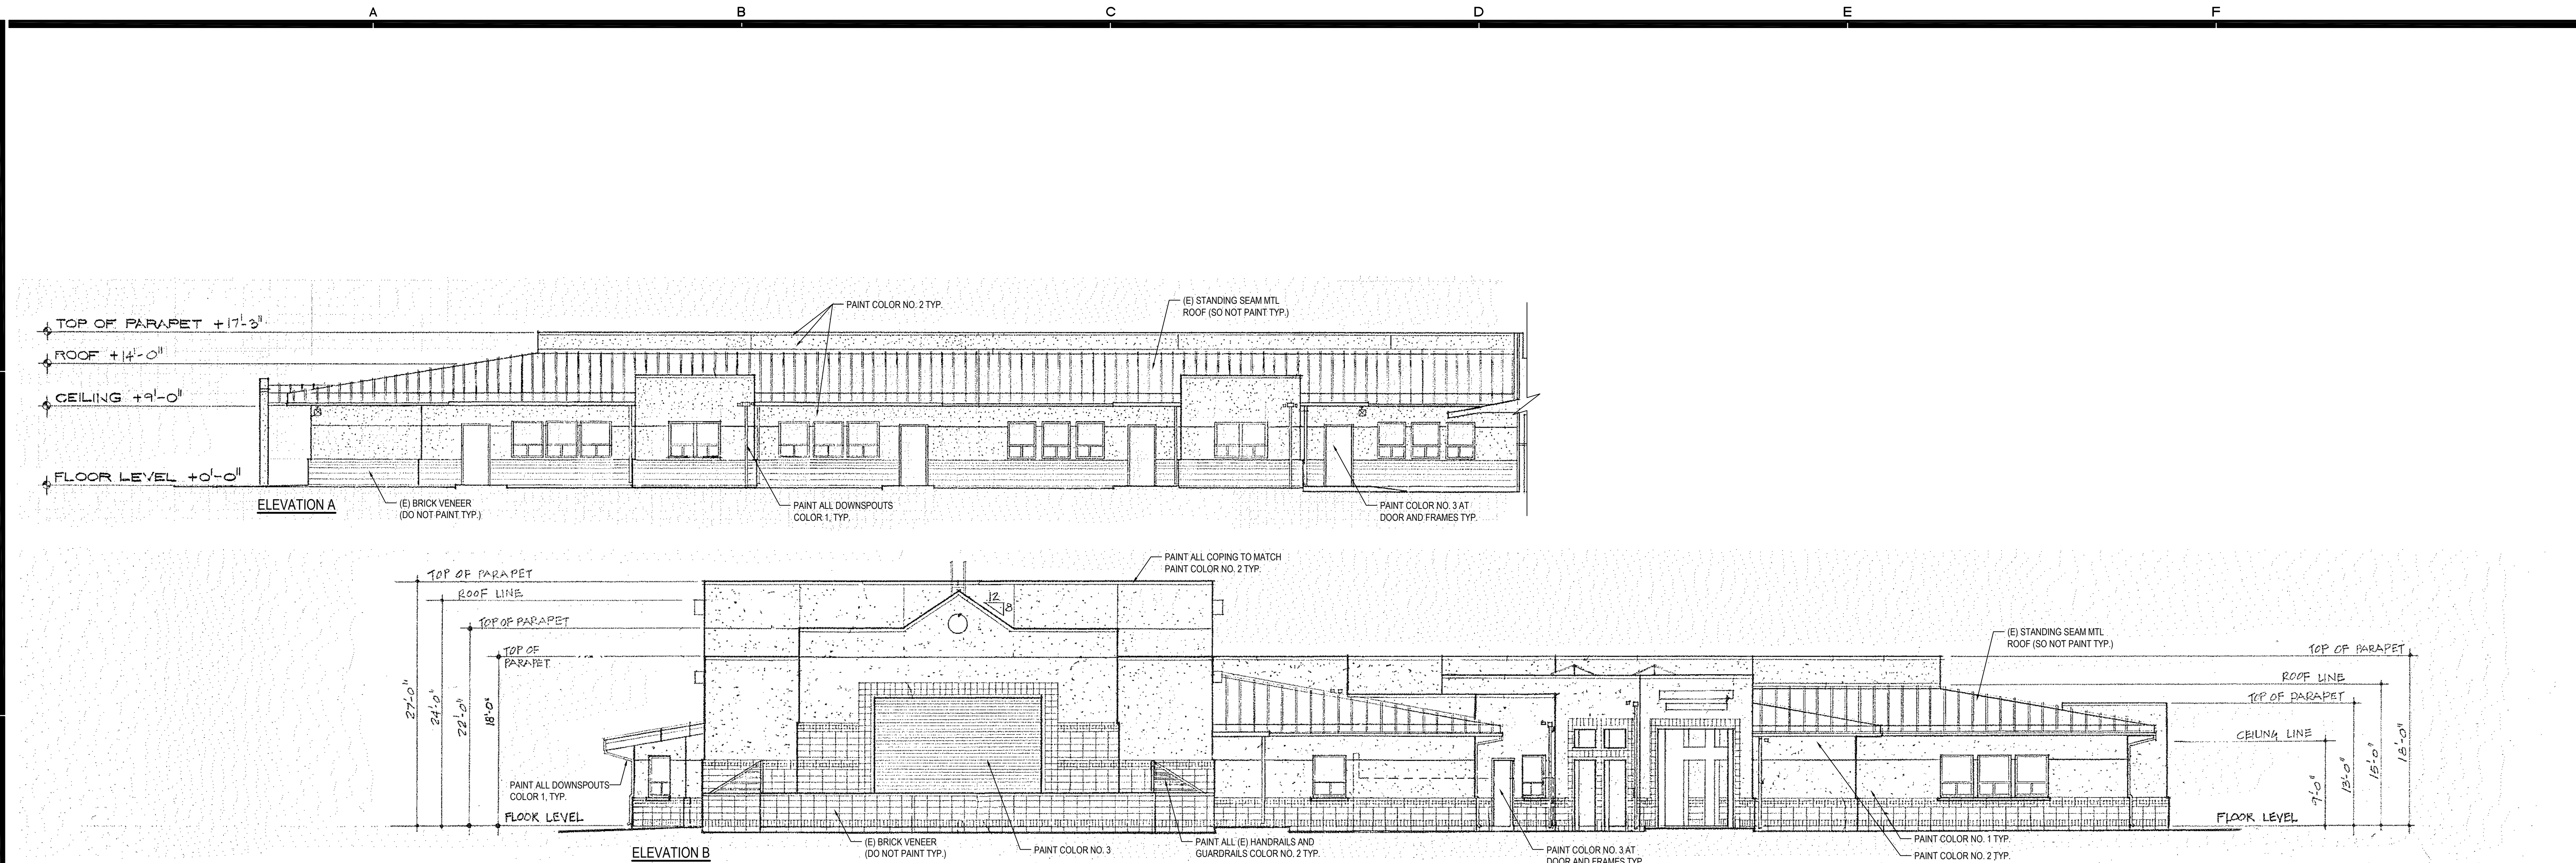 A B C D E F
PAINT COLOR NO. 2 TYP.
(E) STANDING SEAM MTL
ROOF (SO NOT PAINT TYP.)
TOP OF PARAPET +17'-3"
ROOF +14'-0"
CEILING +9'-0"
FLOOR LEVEL +0'-0"
ELEVATION A
(E) BRICK VENEER
(DO NOT PAINT TYP.)
PAINT ALL DOWNSPOUTS
COLOR 1, TYP.
PAINT COLOR NO. 3 AT
DOOR AND FRAMES TYP.
PAINT ALL COPING TO MATCH
PAINT COLOR NO. 2 TYP.
TOP OF PARAPET
ROOF LINE
TOP OF PARAPET
TOP OF
PARAPET
27'-0"
24'-0"
22'-0"
18'-0"
12
8
PAINT ALL DOWNSPOUTS
COLOR 1, TYP.
FLOOR LEVEL
ELEVATION B
(E) BRICK VENEER
(DO NOT PAINT TYP.)
PAINT COLOR NO. 3
PAINT ALL (E) HANDRAILS AND
GUARDRAILS COLOR NO. 2 TYP.
PAINT COLOR NO. 3 AT
DOOR AND FRAMES TYP.
(E) STANDING SEAM MTL
ROOF (SO NOT PAINT TYP.)
TOP OF PARAPET
ROOF LINE
TOP OF PARAPET
CEILING LINE
9'-0"
13'-0"
15'-0"
18'-0"
FLOOR LEVEL
PAINT COLOR NO. 1 TYP.
PAINT COLOR NO. 2 TYP.